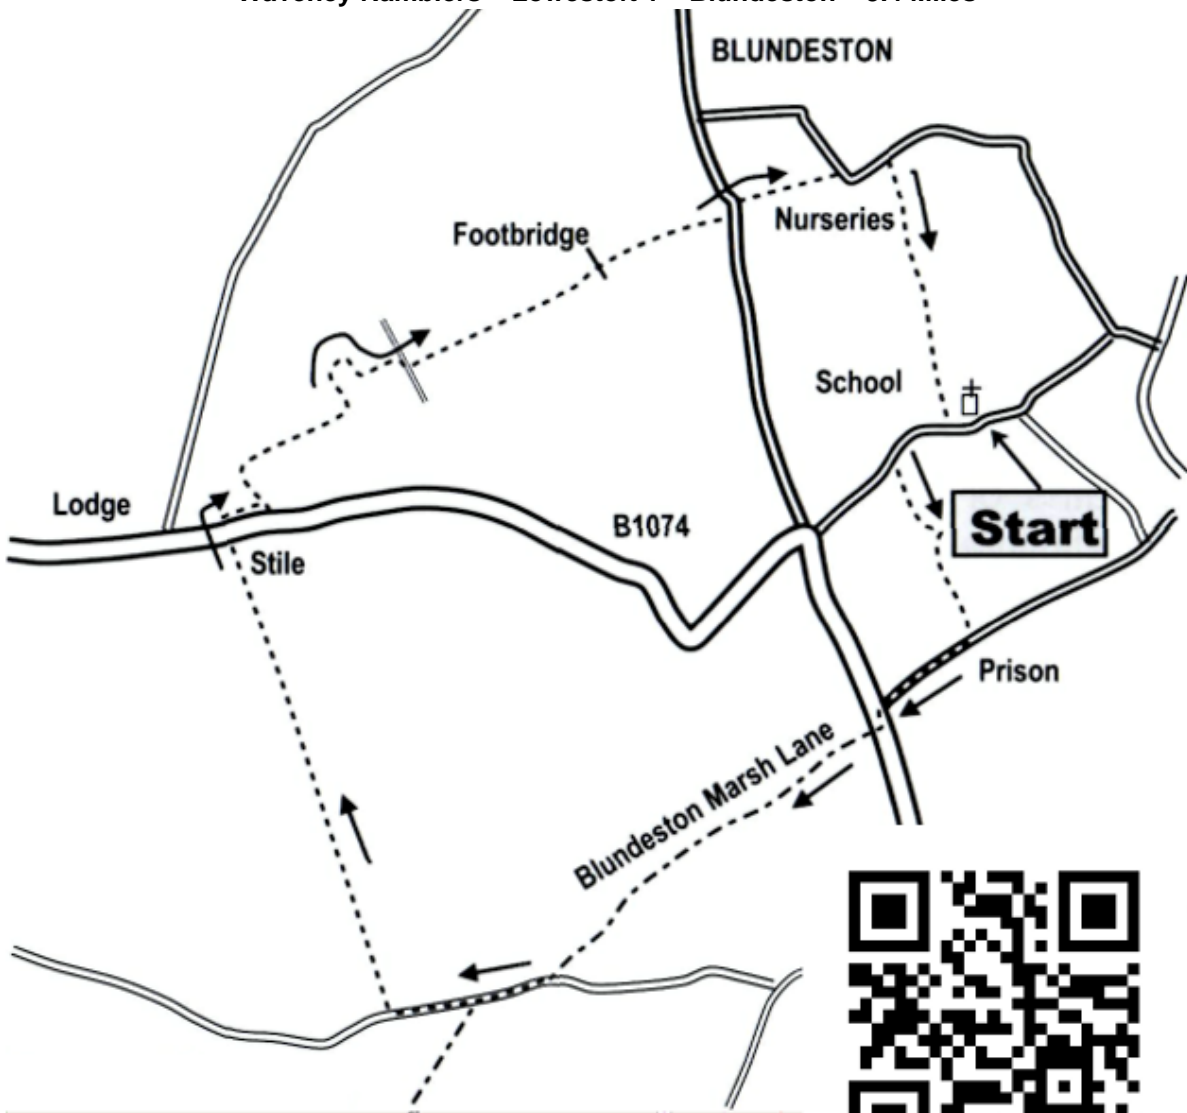 BLUNDESTON
Nurseries
Footbridge
School
Lodge
B1074
Start
Stile
Prison
Blundeston Marsh Lane